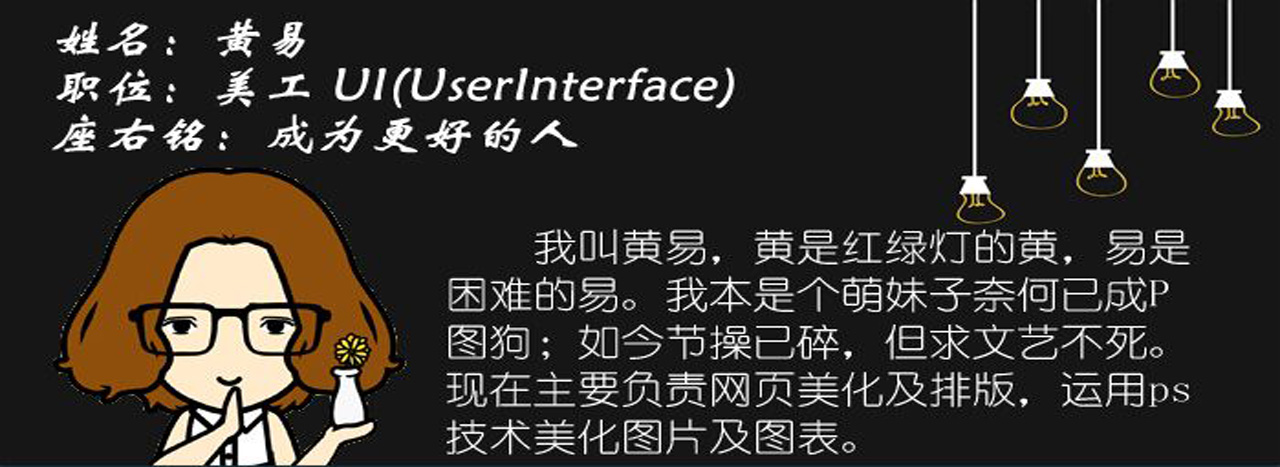 姓名：黄易
职位：美工 UI(UserInterface)
座右铭：成为更好的人
我叫黄易，黄是红绿灯的黄，易是
困难的易。我本是个萌妹子奈何已成P
图狗；如今节操已碎，但求文艺不死。
现在主要负责网页美化及排版，运用ps
技术美化图片及图表。